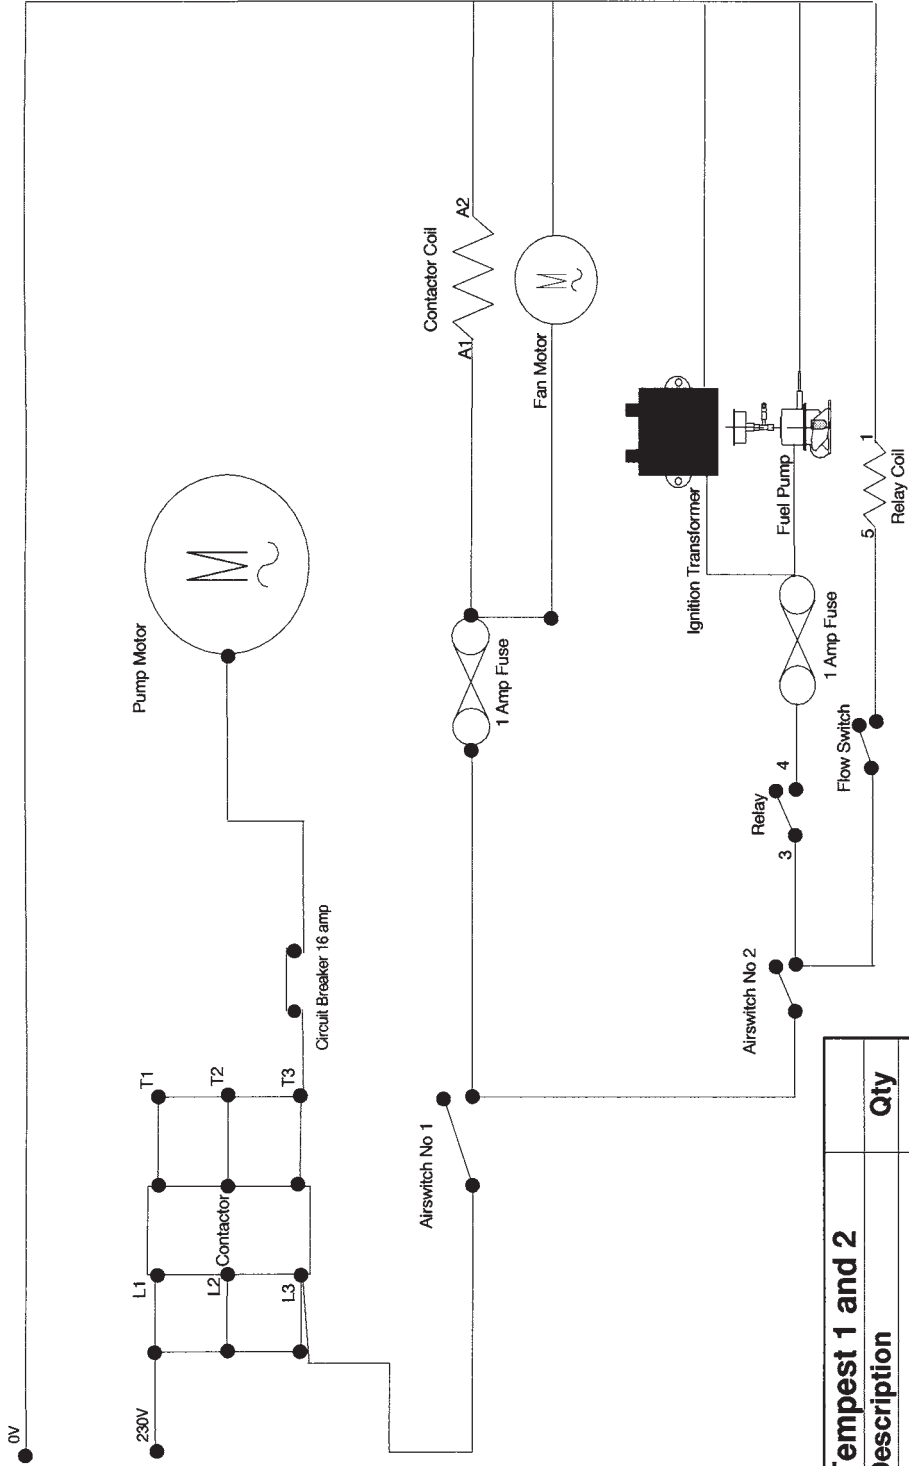 0V
230V
L1
L2
L3
Contactor
T1
T2
T3
Circuit Breaker 16 amp
Pump Motor
M
Airswitch No 1
1 Amp Fuse
Contactor Coil
A1
A2
Fan Motor
M
Airswitch No 2
Relay
3
4
1 Amp Fuse
Ignition Transformer
Fuel Pump
Flow Switch
5
1
Relay Coil
Tempest 1 and 2
Description
Qty